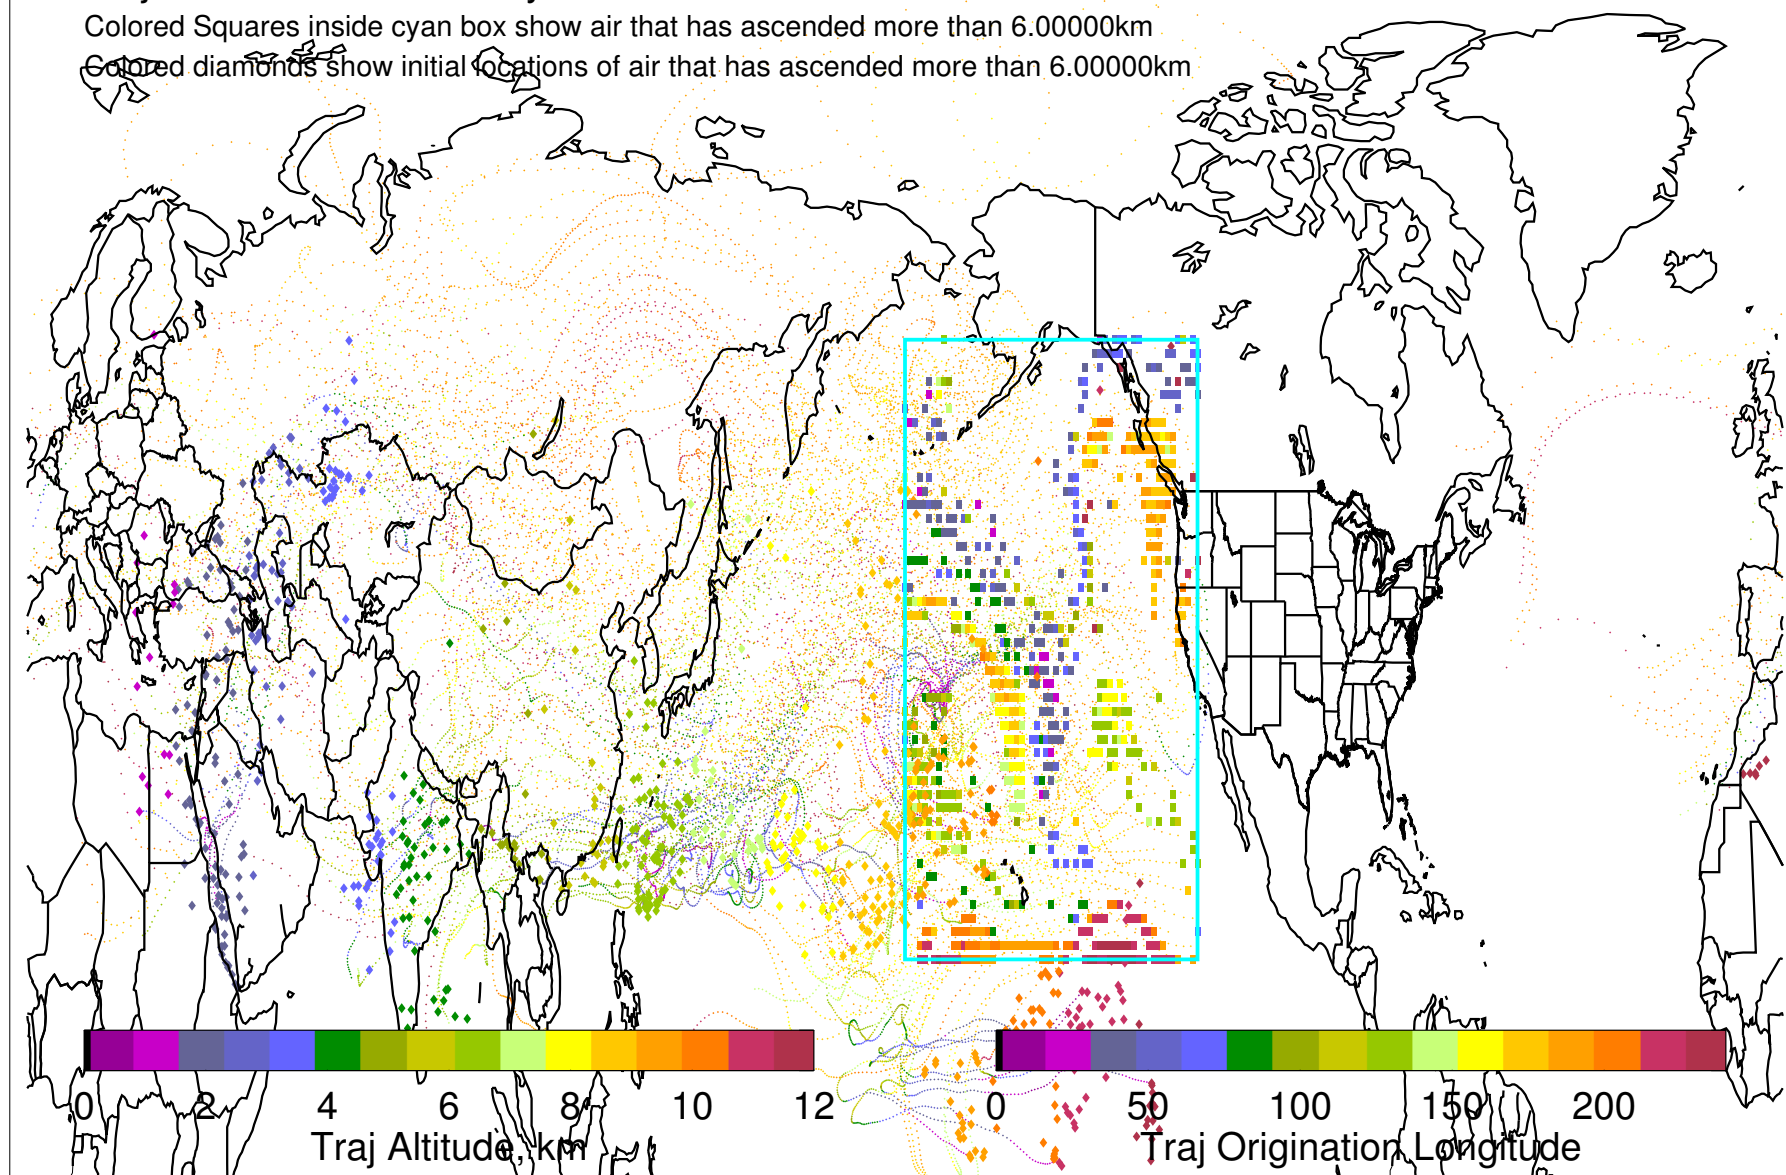 Colored Squares inside cyan box show air that has ascended more than 6.00000km
Colored diamonds show initial locations of air that has ascended more than 6.00000km
0 2 4 6 8 10 12
Traj Altitude, km
0 50 100 150 200
Traj Origination Longitude